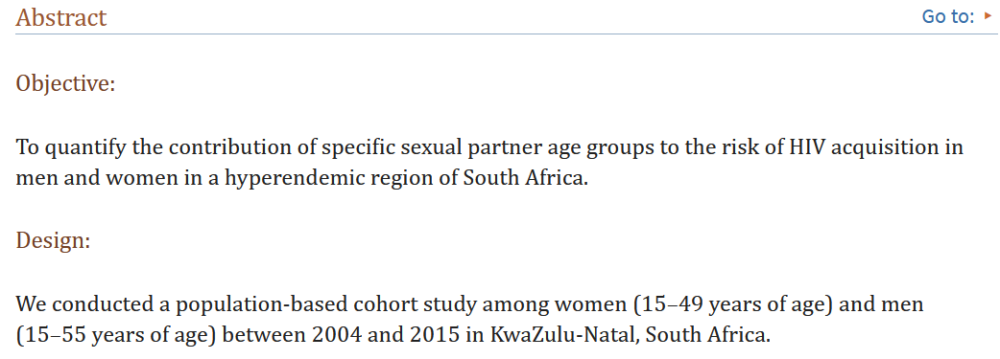 Abstract
Go to: ▸
Objective:
To quantify the contribution of specific sexual partner age groups to the risk of HIV acquisition in
men and women in a hyperendemic region of South Africa.
Design:
We conducted a population-based cohort study among women (15–49 years of age) and men
(15–55 years of age) between 2004 and 2015 in KwaZulu-Natal, South Africa.